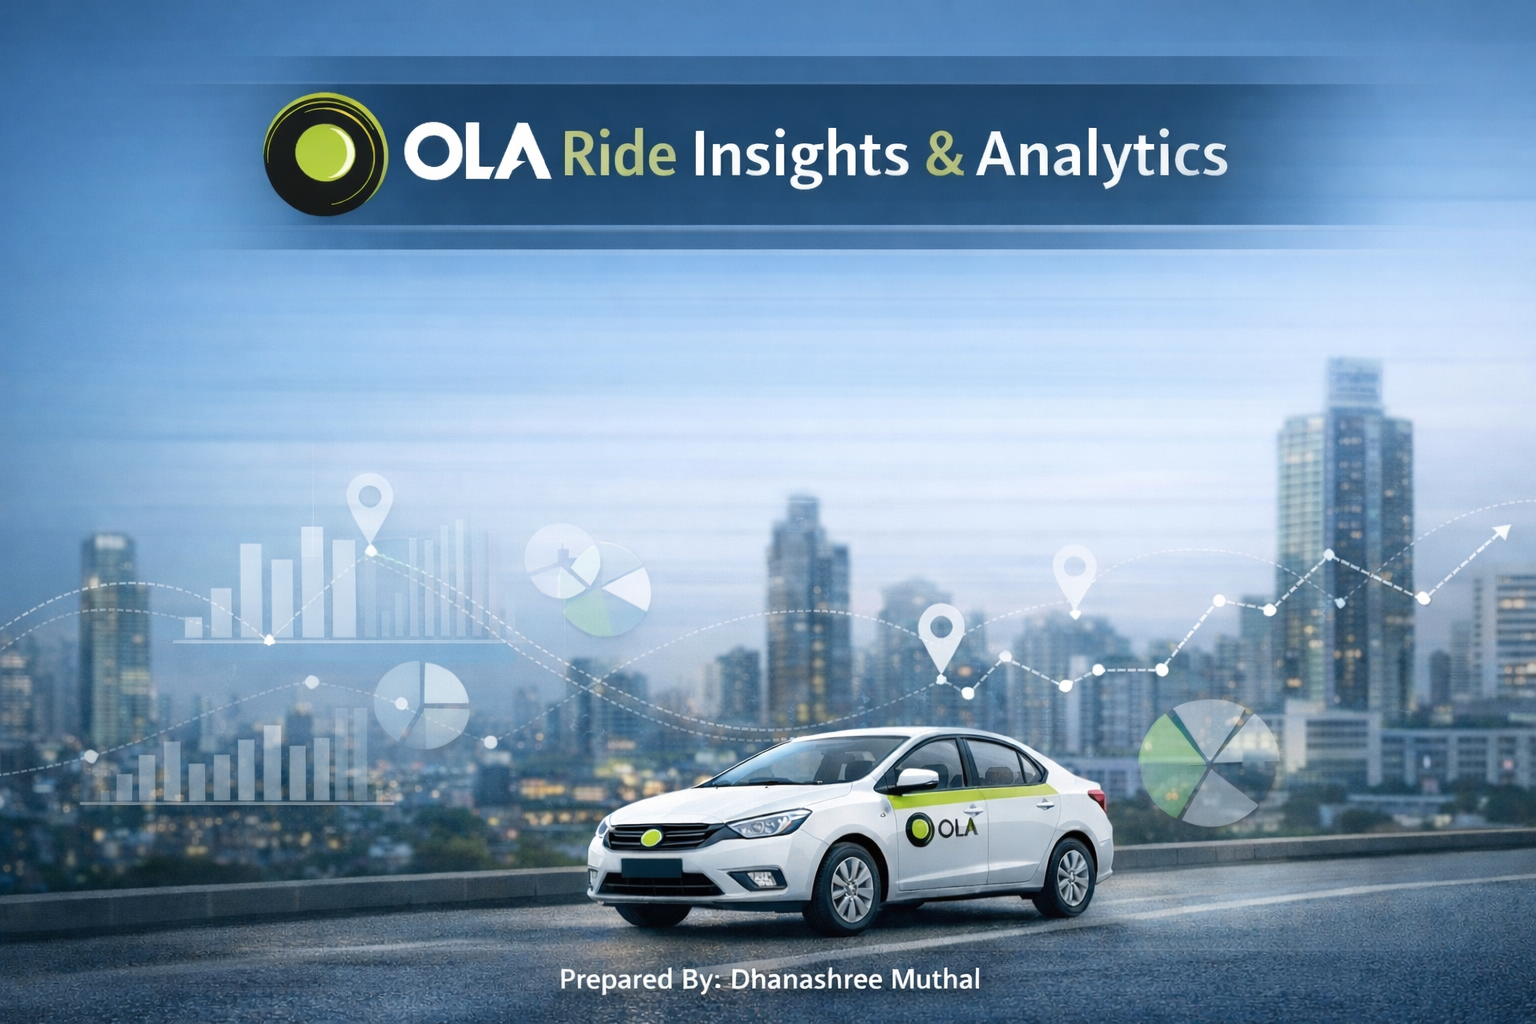 OLA Ride Insights & Analytics
OLA
Prepared By: Dhanashree Muthal